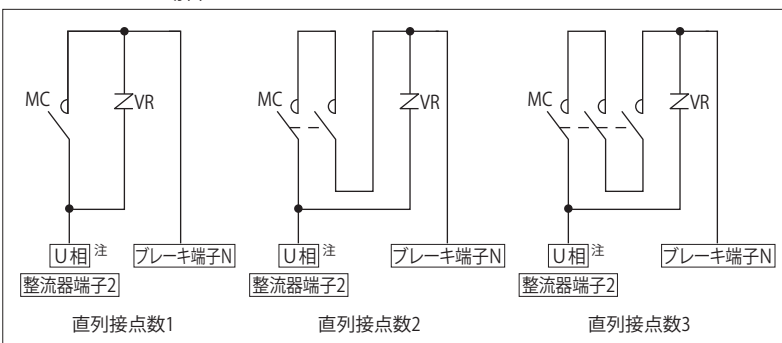 MC VR
U相 注 ブレーキ端子N
整流器端子2
直列接点数1
MC VR
U相 注 ブレーキ端子N
整流器端子2
直列接点数2
MC VR
U相 注 ブレーキ端子N
整流器端子2
直列接点数3